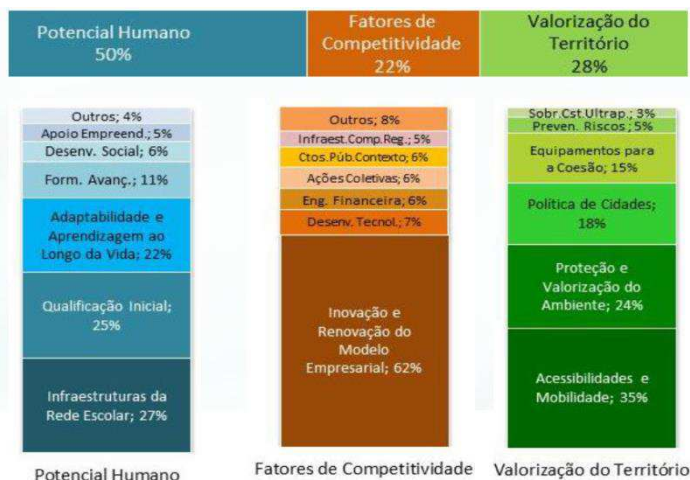 Potencial Humano
50%
Fatores de
Competitividade
22%
Valorização do
Território
28%
Outros; 4%
Apoio Empreend.; 5%
Desenv. Social; 6%
Form. Avanç.; 11%
Adaptabilidade e
Aprendizagem ao
Longo da Vida; 22%
Qualificação Inicial;
25%
Infraestruturas da
Rede Escolar; 27%
Potencial Humano
Outros; 8%
Infraest.Comp.Reg.; 5%
Ctos.Púb.Contexto; 6%
Ações Coletivas; 6%
Eng. Financeira; 6%
Desenv. Tecnol.; 7%
Inovação e
Renovação do
Modelo
Empresarial; 62%
Fatores de Competitividade
Sobr.Cst.Ultrap.; 3%
Preven. Riscos; 5%
Equipamentos para
a Coesão; 15%
Política de Cidades;
18%
Proteção e
Valorização do
Ambiente; 24%
Acessibilidades e
Mobilidade; 35%
Valorização do Território